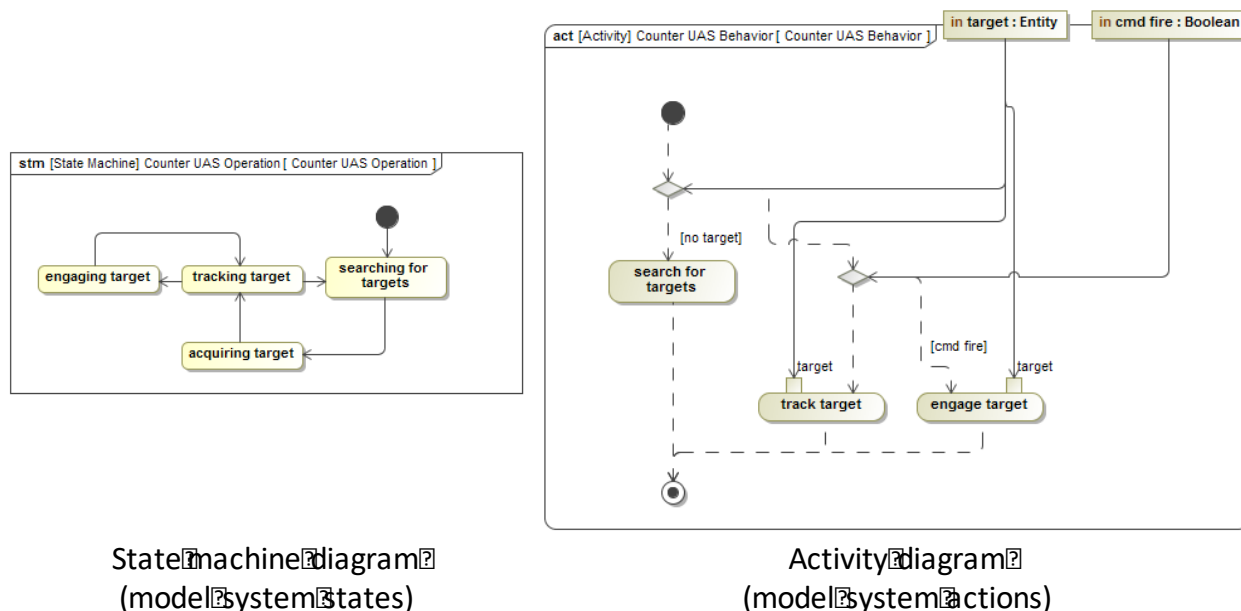 stm [State Machine] Counter UAS Operation [ Counter UAS Operation ]
engaging target
tracking target
searching for
targets
acquiring target
State�machine�diagram�
(model�system�states)
act [Activity] Counter UAS Behavior [ Counter UAS Behavior ]
in target : Entity
in cmd fire : Boolean
[no target]
search for
targets
[cmd fire]
target
target
track target
engage target
Activity�diagram�
(model�system�actions)